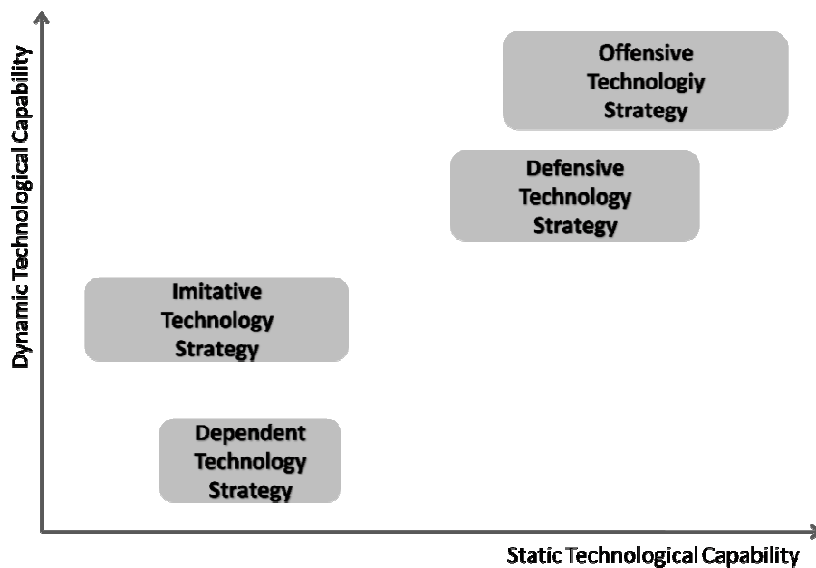 Dynamic Technological Capability
Offensive
Technologiy
Strategy
Defensive
Technology
Strategy
Imitative
Technology
Strategy
Dependent
Technology
Strategy
Static Technological Capability